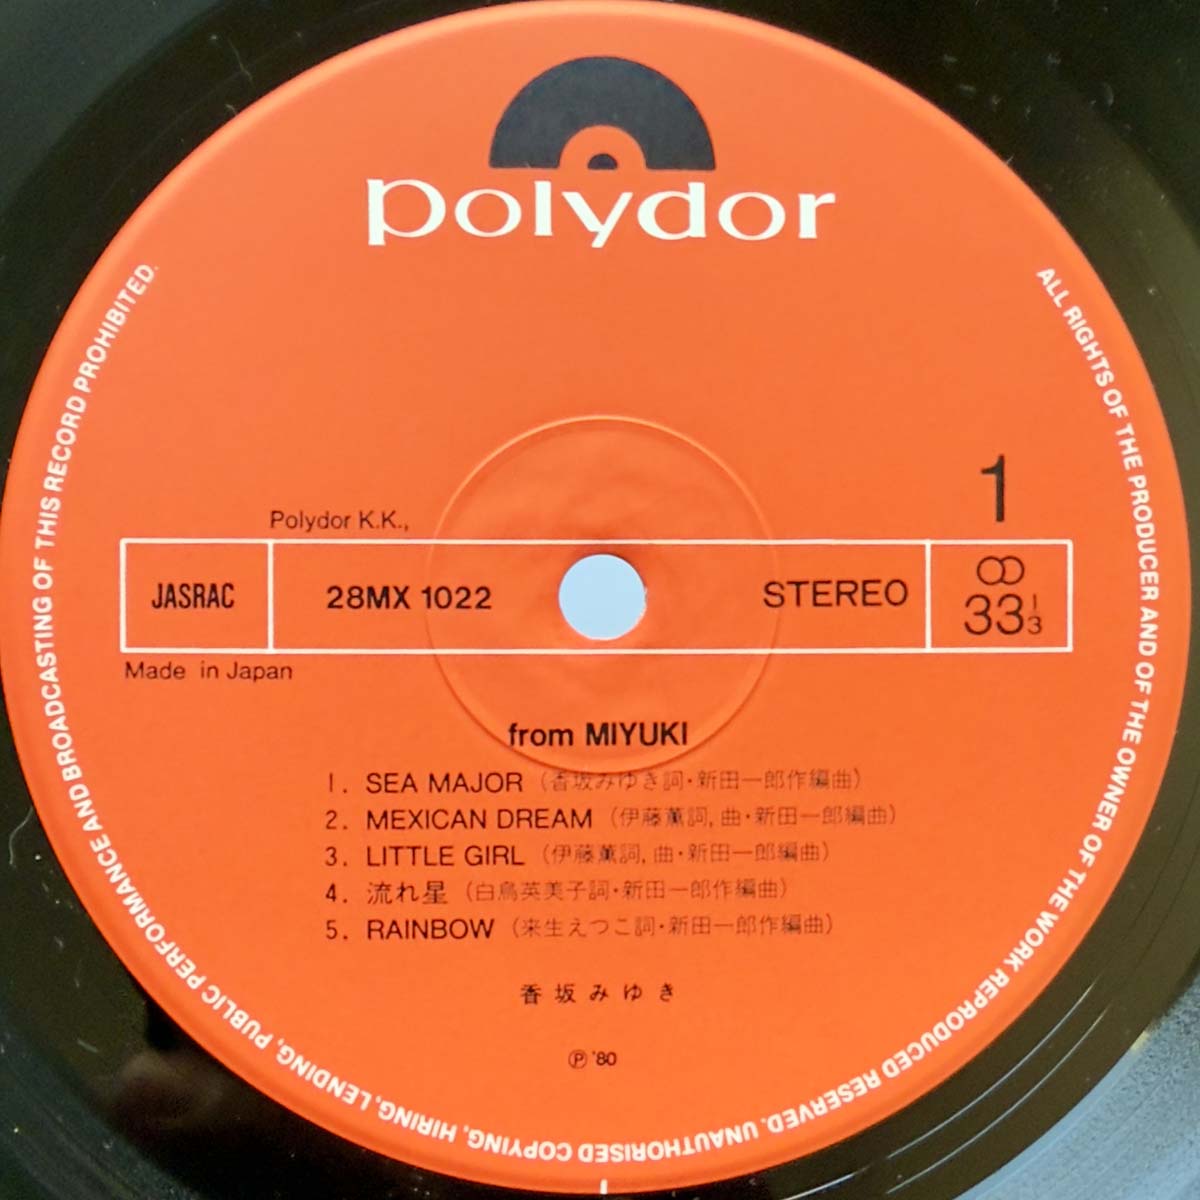 polydor
ALL RIGHTS OF THE PRODUCER AND OF THE OWNER OF THE WORK REPRODUCED RESERVED. UNAUTHORISED COPYING, HIRING, LENDING, PUBLIC PERFORMANCE AND BROADCASTING OF THIS RECORD PROHIBITED.
1
Polydor K.K.,
JASRAC 28MX 1022 STEREO 33 1/3
Made in Japan
from MIYUKI
1. SEA MAJOR (香坂みゆき詞・新田一郎作編曲)
2. MEXICAN DREAM (伊藤薫詞,曲・新田一郎編曲)
3. LITTLE GIRL (伊藤薫詞,曲・新田一郎編曲)
4. 流れ星 (白鳥英美子詞・新田一郎作編曲)
5. RAINBOW (来生えつこ詞・新田一郎作編曲)
香坂みゆき
Ⓟ '80